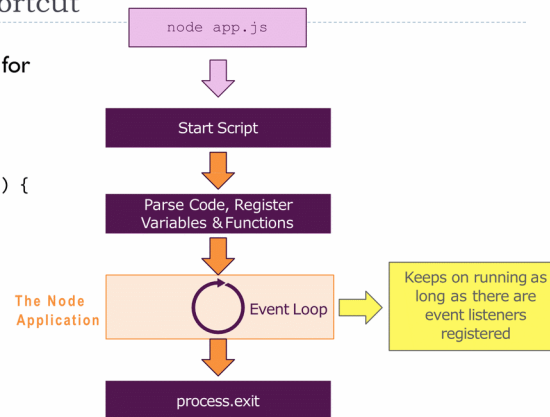 node app.js
for
Start Script
) {
Parse Code, Register
Variables & Functions
The Node
Application
Event Loop
Keeps on running as
long as there are
event listeners
registered
process.exit